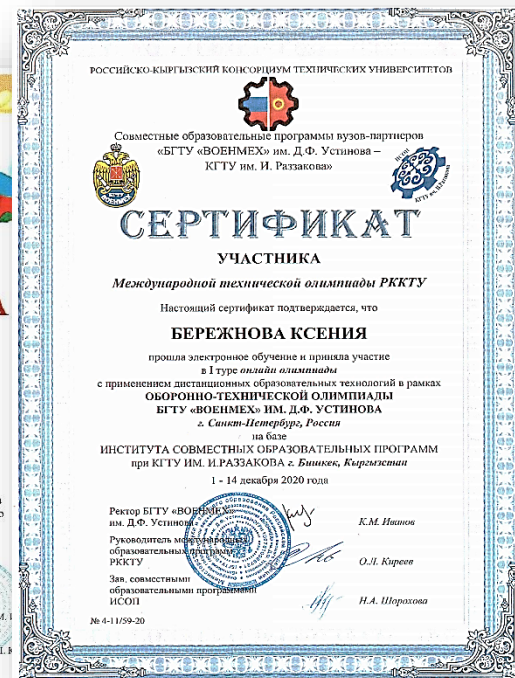 РОССИЙСКО-КЫРГЫЗСКИЙ КОНСОРЦИУМ ТЕХНИЧЕСКИХ УНИВЕРСИТЕТОВ
Совместные образовательные программы вузов-партнеров
«БГТУ «ВОЕНМЕХ» им. Д.Ф. Устинова –
КГТУ им. И. Раззакова»
ВОЕНМЕХ
СЕРТИФИКАТ
УЧАСТНИКА
Международной технической олимпиады РККТУ
Настоящий сертификат подтверждается, что
БЕРЕЖНОВА КСЕНИЯ
прошла электронное обучение и приняла участие
в I туре онлайн олимпиады
с применением дистанционных образовательных технологий в рамках
ОБОРОННО-ТЕХНИЧЕСКОЙ ОЛИМПИАДЫ
БГТУ «ВОЕНМЕХ» ИМ. Д.Ф. УСТИНОВА
г. Санкт-Петербург, Россия
на базе
ИНСТИТУТА СОВМЕСТНЫХ ОБРАЗОВАТЕЛЬНЫХ ПРОГРАММ
при КГТУ ИМ. И.РАЗЗАКОВА г. Бишкек, Кыргызстан
1 - 14 декабря 2020 года
Ректор БГТУ «ВОЕНМЕХ»
им. Д.Ф. Устинова
К.М. Иванов
Руководитель международных
образовательных программ
РККТУ
О.Л. Киреев
Зав. совместными
образовательными программами
ИСОП
Н.А. Шорохова
№ 4-11/59-20